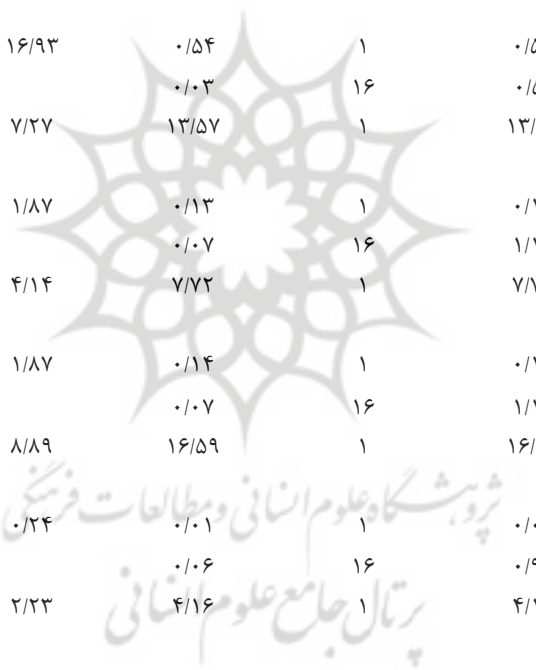 ۱۶/۹۳ ۰/۵۴ ۱
۰/۰۳ ۱۶
۷/۲۷ ۱۳/۵۷ ۱
۱/۸۷ ۰/۱۳ ۱
۰/۰۷ ۱۶
۴/۱۴ ۷/۷۲ ۱
۱/۸۷ ۰/۱۴ ۱
۰/۰۷ ۱۶
۸/۸۹ ۱۶/۵۹ ۱
پژوهشگاه علوم انسانی و مطالعات فرهنگی
۰/۲۴ ۰/۰۱ ۱
۰/۰۶ ۱۶
۲/۲۳ ۴/۱۶ ۱
پرتال جامع علوم انسانی